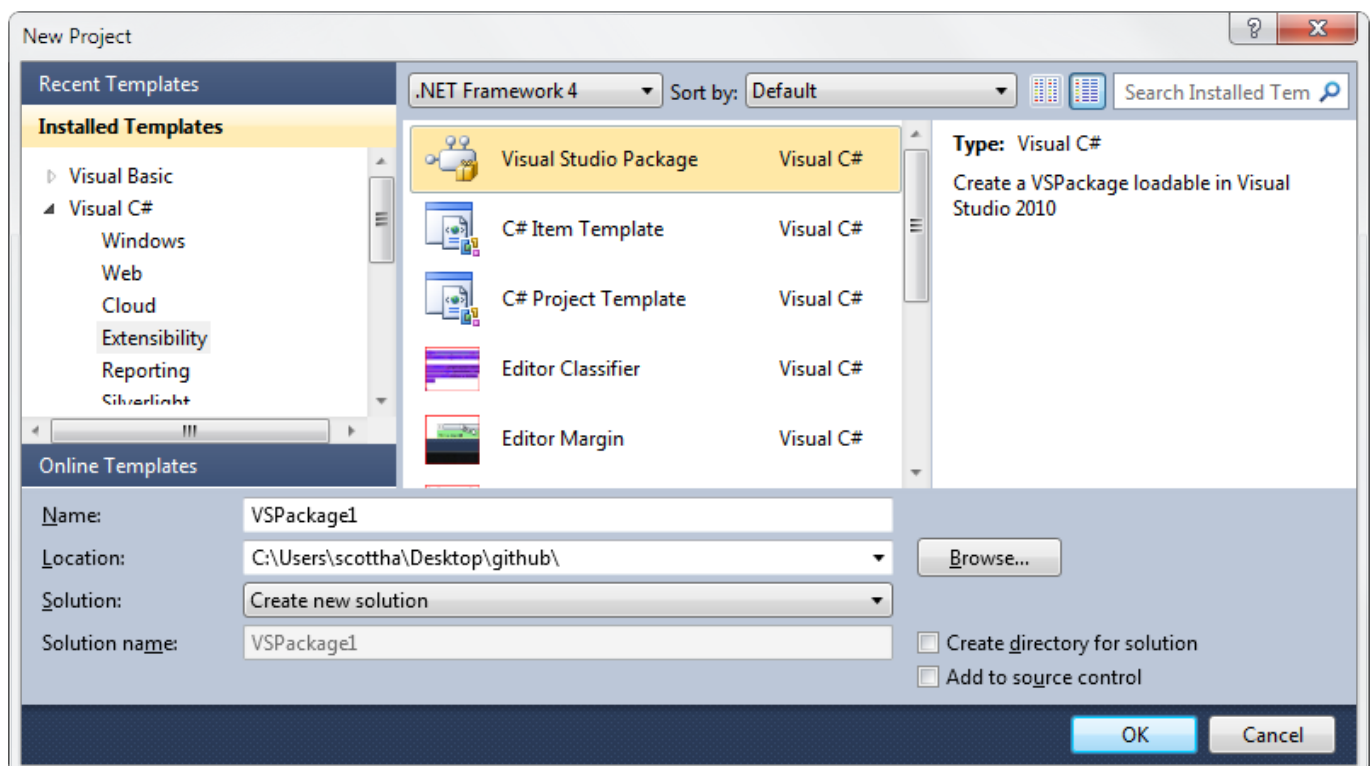 New Project
Recent Templates
Installed Templates
Visual Basic
Visual C#
Windows
Web
Cloud
Extensibility
Reporting
Silverlight
Online Templates
.NET Framework 4
Sort by: Default
Search Installed Tem
Visual Studio Package Visual C#
C# Item Template Visual C#
C# Project Template Visual C#
Editor Classifier Visual C#
Editor Margin Visual C#
Type: Visual C#
Create a VSPackage loadable in Visual
Studio 2010
Name: VSPackage1
Location: C:\Users\scottha\Desktop\github\
Browse...
Solution: Create new solution
Solution name: VSPackage1
Create directory for solution
Add to source control
OK Cancel